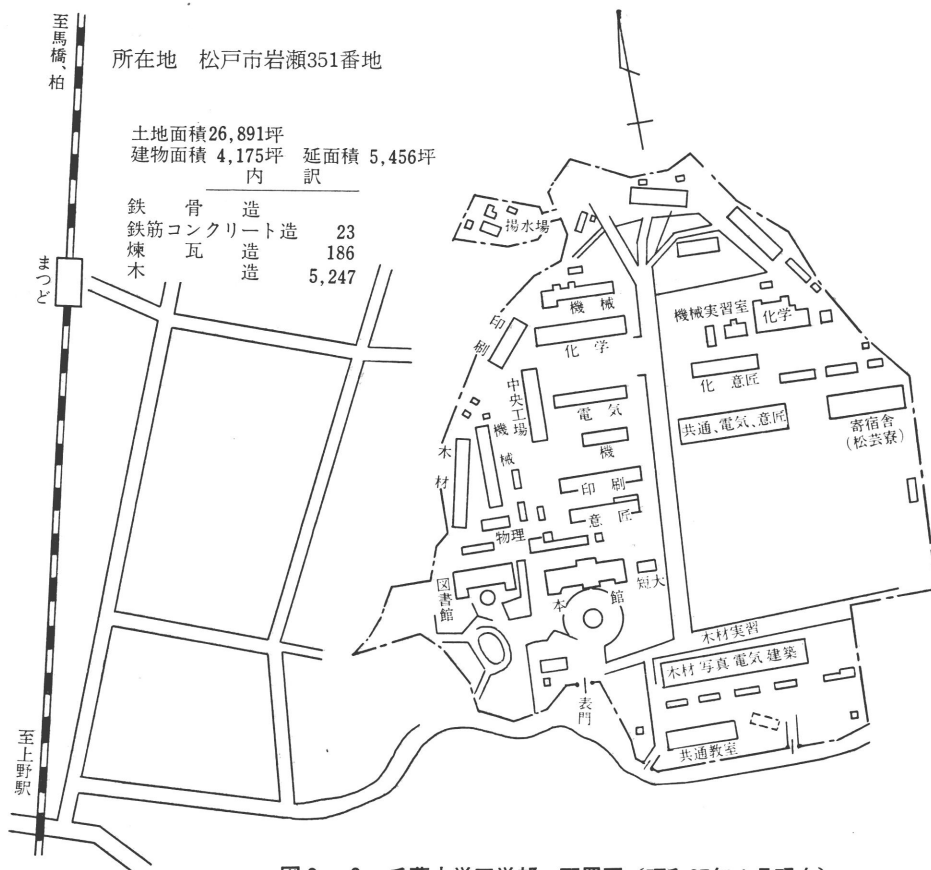 至馬橋、柏
所在地 松戸市岩瀬351番地
土地面積26,891坪
建物面積 4,175坪 延面積 5,456坪
内 訳
鉄骨造
鉄筋コンクリート造 23
煉瓦造 186
木造 5,247
まつど
至上野駅
揚水場
機械
印刷
化学
中央工場
電気
機械
機
木材
印刷
意匠
物理
図書館
本館
短大
機械実習室
化学
化 意匠
共通、電気、意匠
寄宿舎
(松芸寮)
木材実習
木材 写真 電気 建築
表門
共通教室